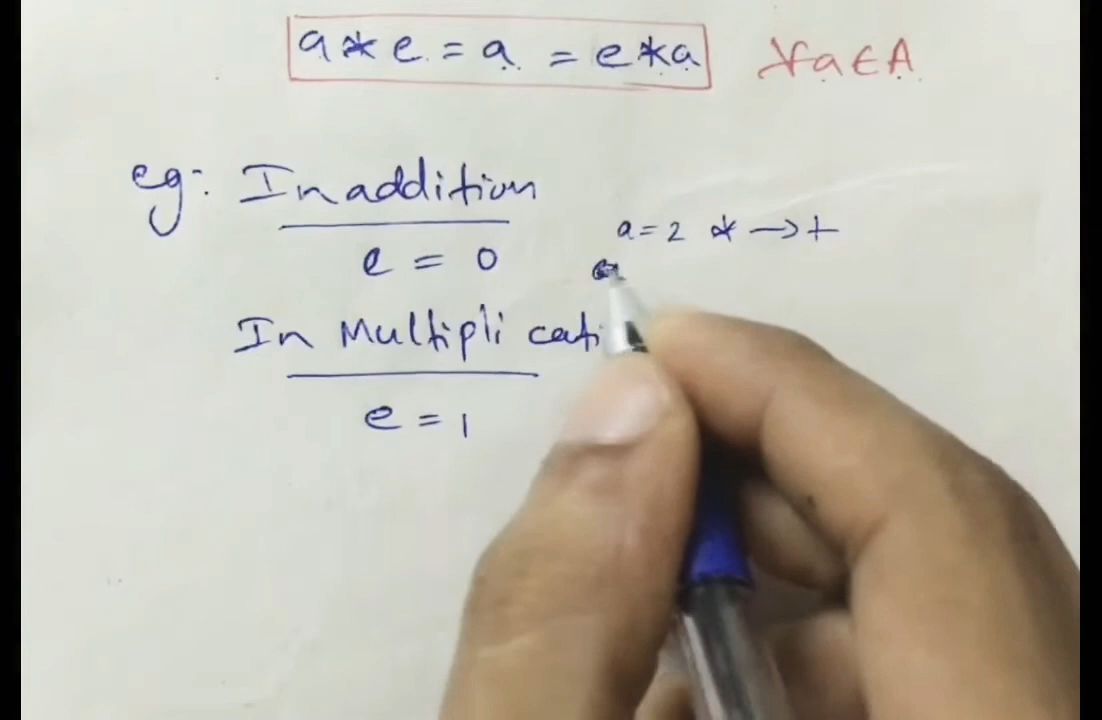 a * e = a = e * a ∀ a ∈ A
eg: In addition
e = 0
a = 2 * → +
In Multipli cati
e = 1